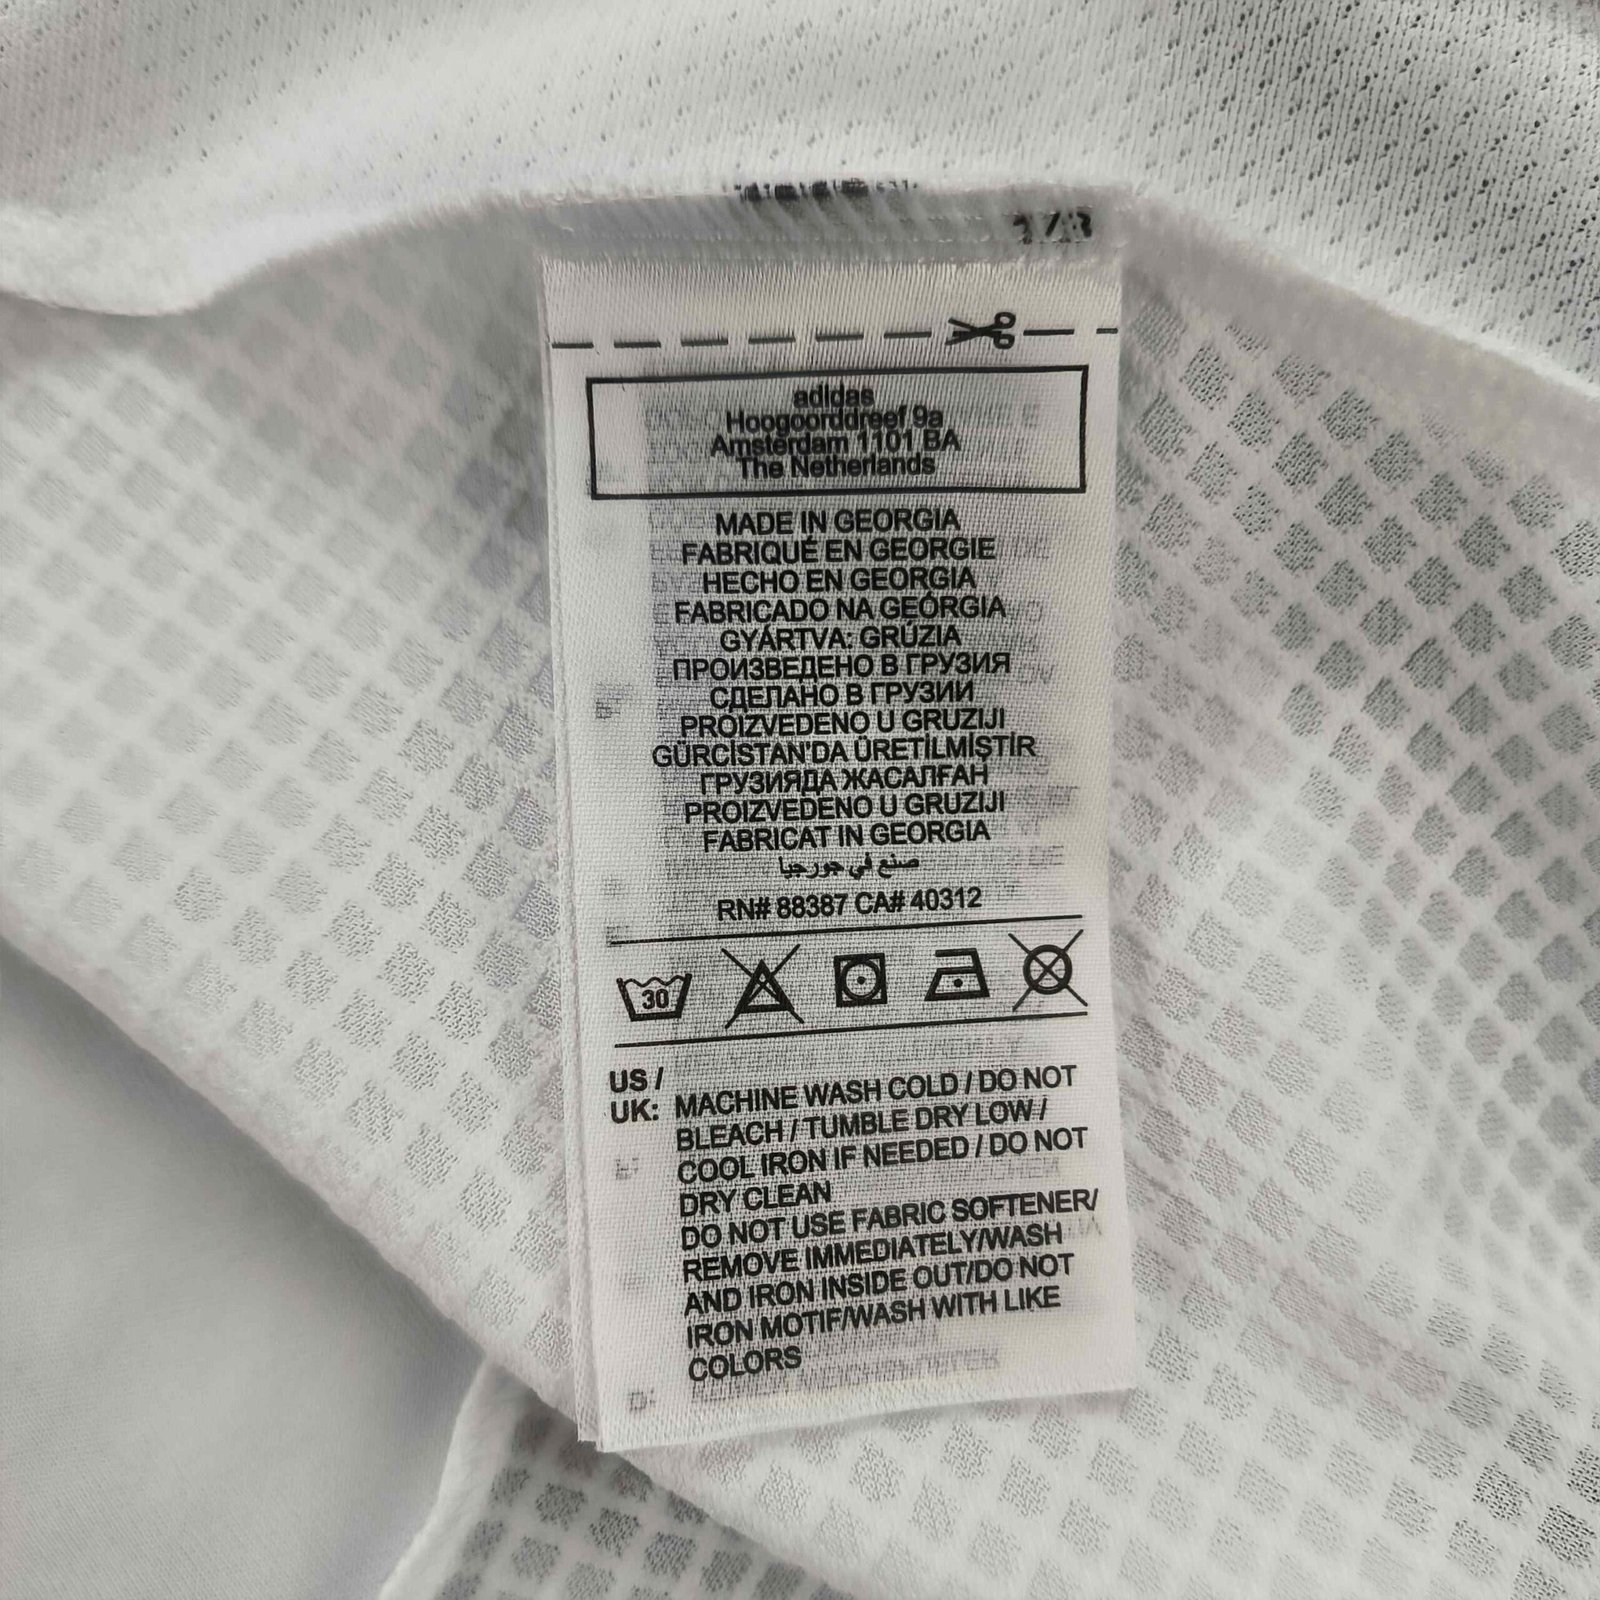 1/8
adidas
Hoogoorddreef 9a
Amsterdam 1101 BA
The Netherlands
MADE IN GEORGIA
FABRIQUÉ EN GEORGIE
HECHO EN GEORGIA
FABRICADO NA GEÓRGIA
GYÁRTVA: GRÚZIA
ПРОИЗВЕДЕНО В ГРУЗИЯ
СДЕЛАНО В ГРУЗИИ
PROIZVEDENO U GRUZIJI
GÜRCİSTAN'DA ÜRETİLMİŞTİR
ГРУЗИЯДА ЖАСАЛҒАН
PROIZVEDENO U GRUZIJI
FABRICAT IN GEORGIA
صنع في جورجيا
RN# 88387 CA# 40312
30
US /
UK: MACHINE WASH COLD / DO NOT
BLEACH / TUMBLE DRY LOW /
COOL IRON IF NEEDED / DO NOT
DRY CLEAN
DO NOT USE FABRIC SOFTENER/
REMOVE IMMEDIATELY/WASH
AND IRON INSIDE OUT/DO NOT
IRON MOTIF/WASH WITH LIKE
COLORS